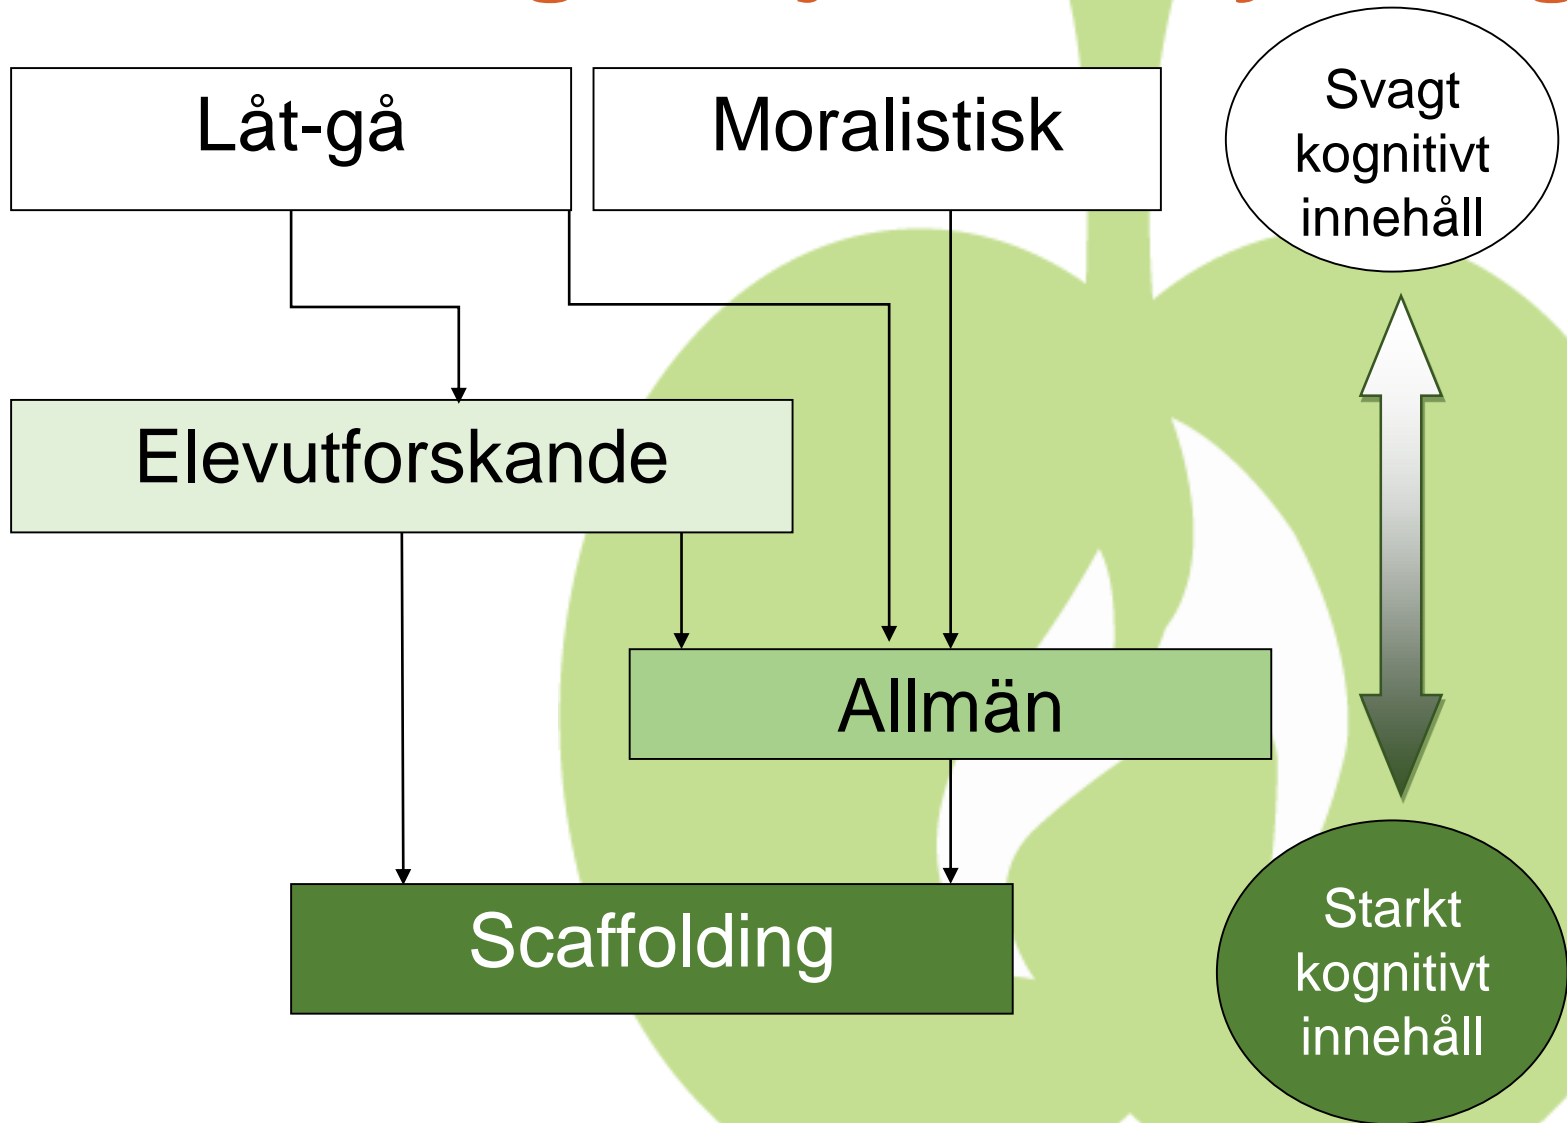 Låt-gå
Moralistisk
Svagt
kognitivt
innehåll
Elevutforskande
Allmän
Scaffolding
Starkt
kognitivt
innehåll